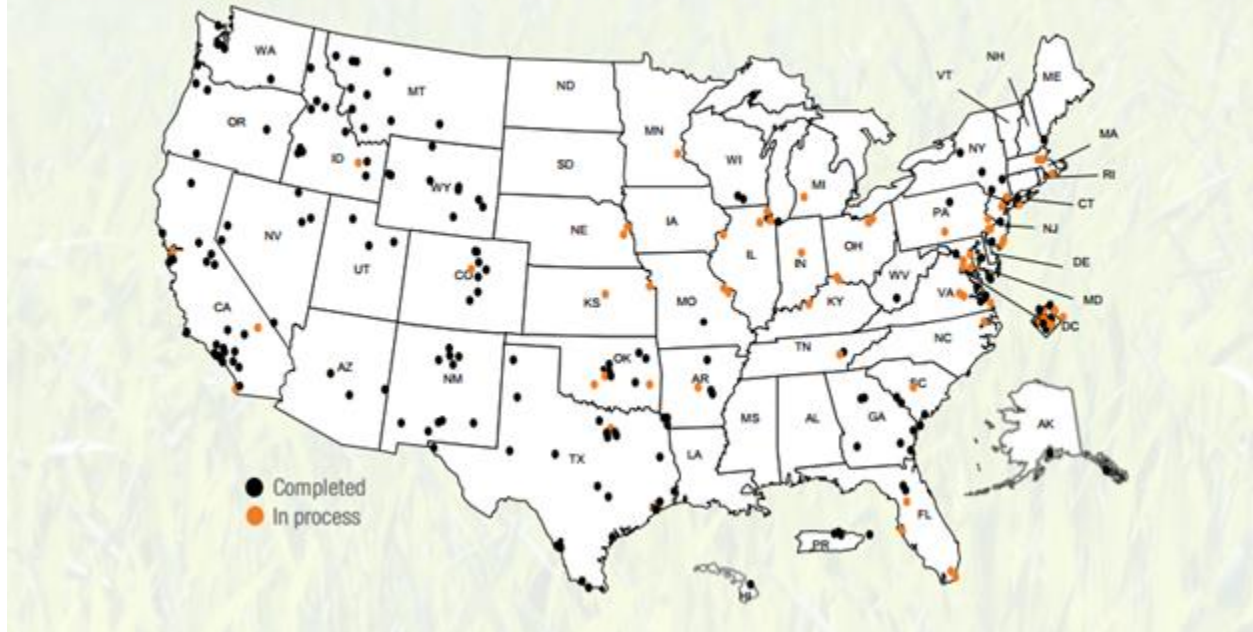 WA
MT
ND
MN
OR
ID
WY
SD
WI
MI
NH
VT
ME
NY
MA
RI
CT
PA
NJ
DE
MD
DC
NV
UT
CO
NE
IA
IL
IN
OH
WV
VA
KY
KS
MO
CA
AZ
NM
OK
AR
TN
NC
SC
MS
AL
GA
TX
LA
FL
AK
PR
HI
Completed
In process